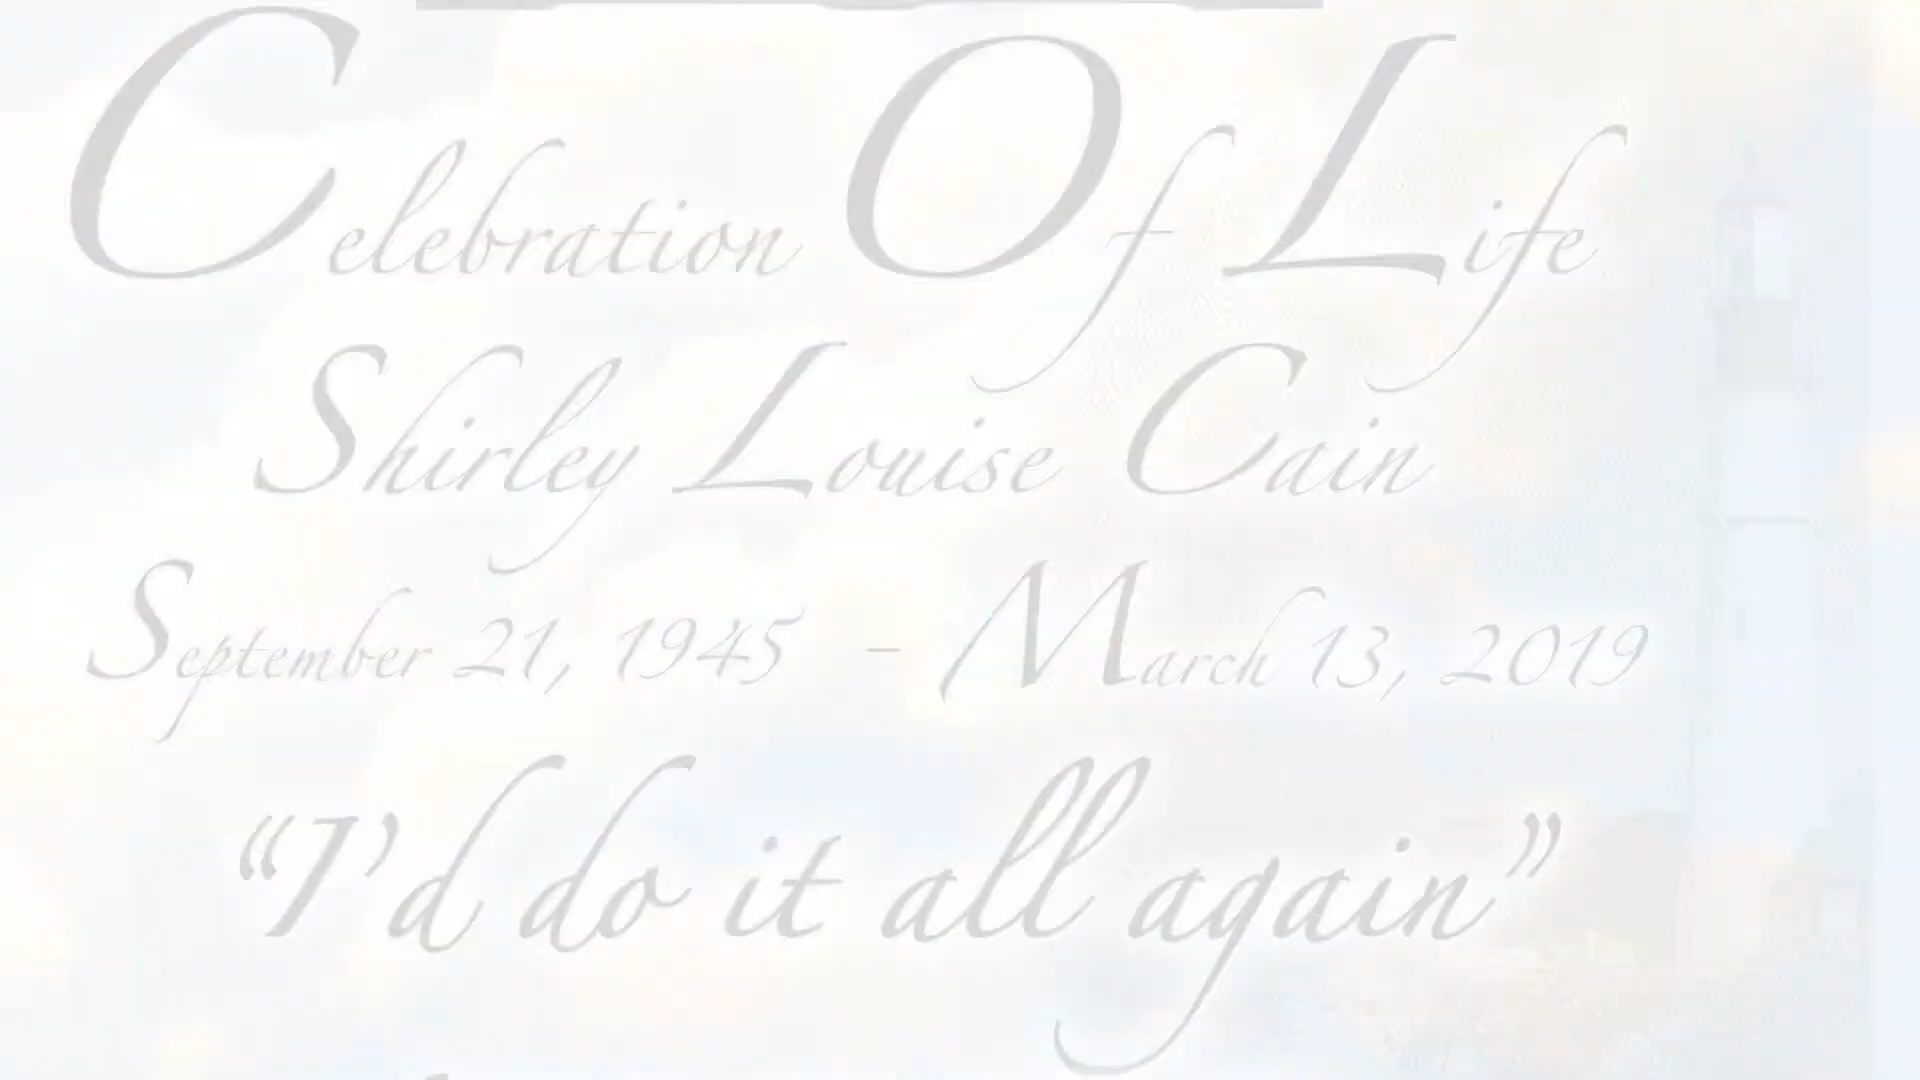 Celebration Of Life
Shirley Louise Cain
September 21, 1945 – March 13, 2019
“I’d do it all again”